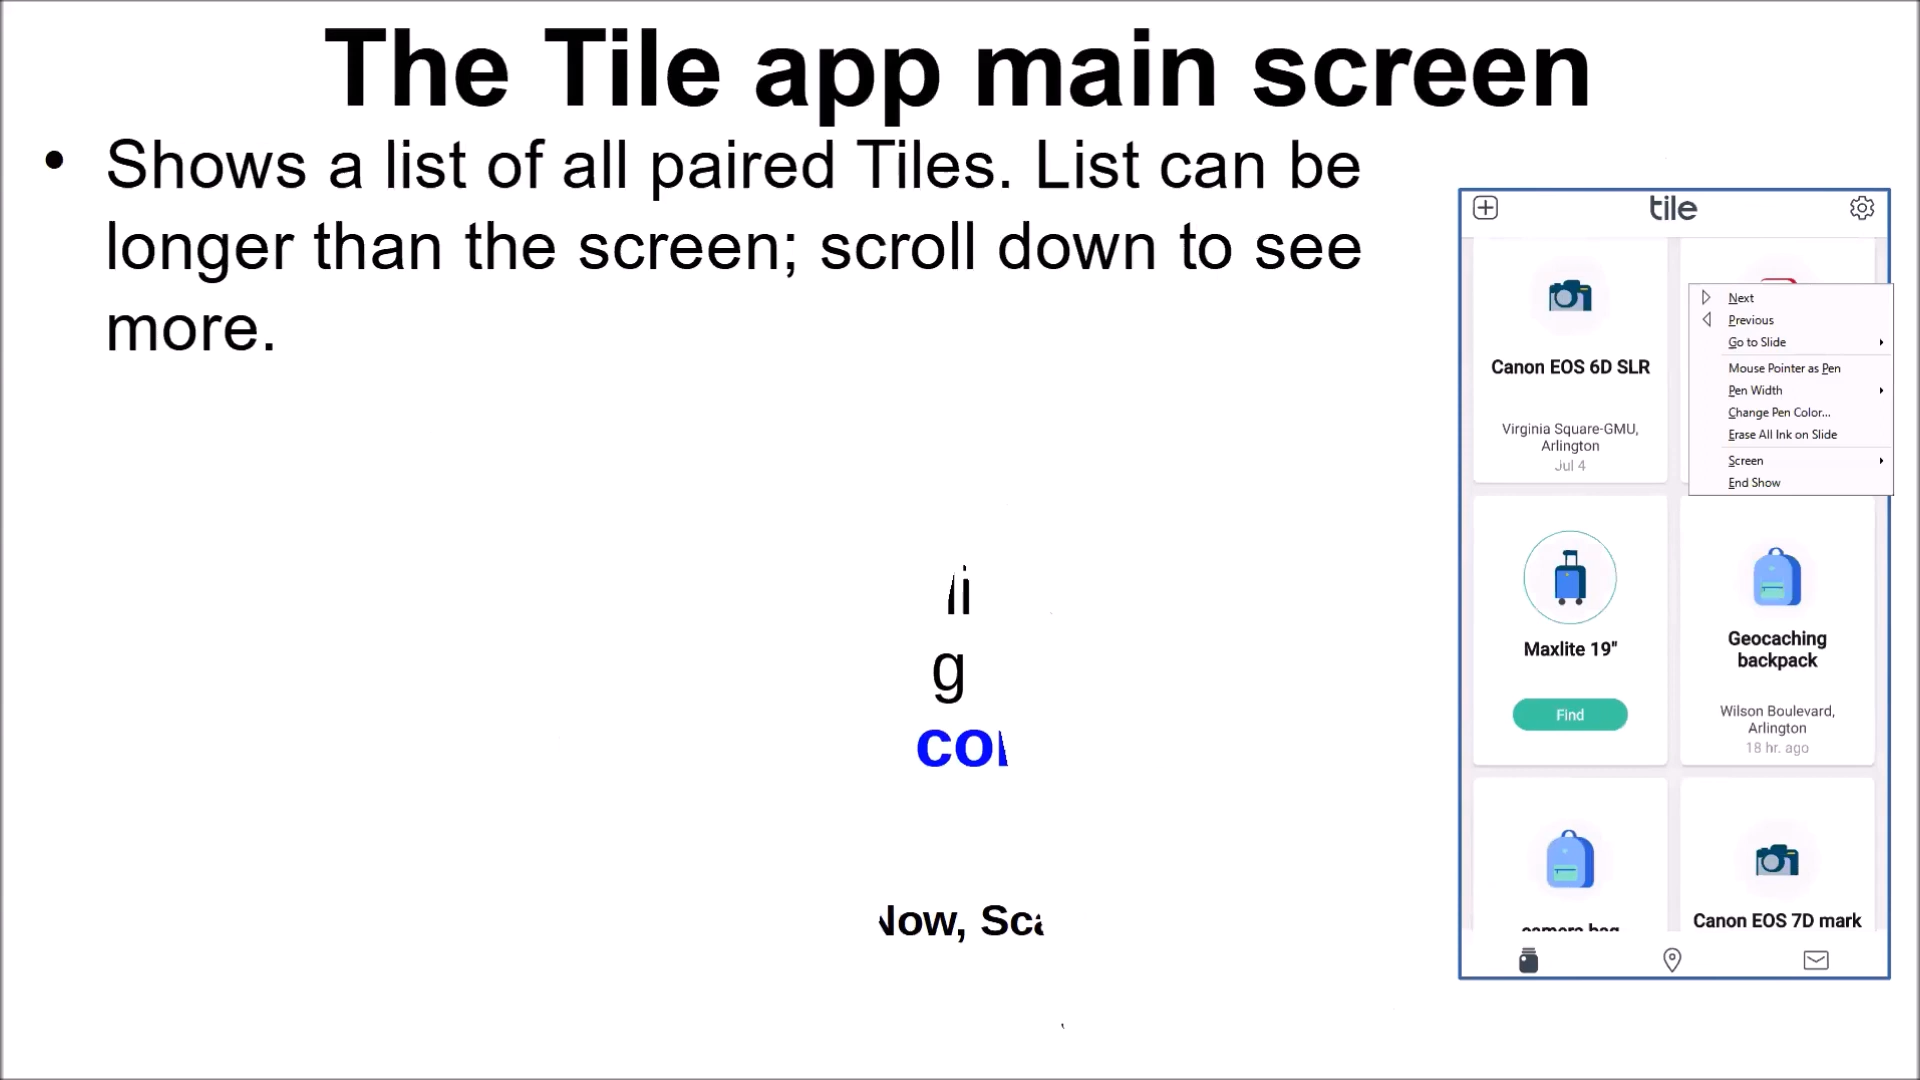 The Tile app main screen
• Shows a list of all paired Tiles. List can be
longer than the screen; scroll down to see
more.
g
tile
Canon EOS 6D SLR
Virginia Square-GMU,
Arlington
Jul 4
Next
Previous
Go to Slide
Mouse Pointer as Pen
Pen Width
Change Pen Color...
Erase All Ink on Slide
Screen
End Show
Maxlite 19"
Find
Geocaching
backpack
Wilson Boulevard,
Arlington
18 hr. ago
camera bag
Canon EOS 7D mark